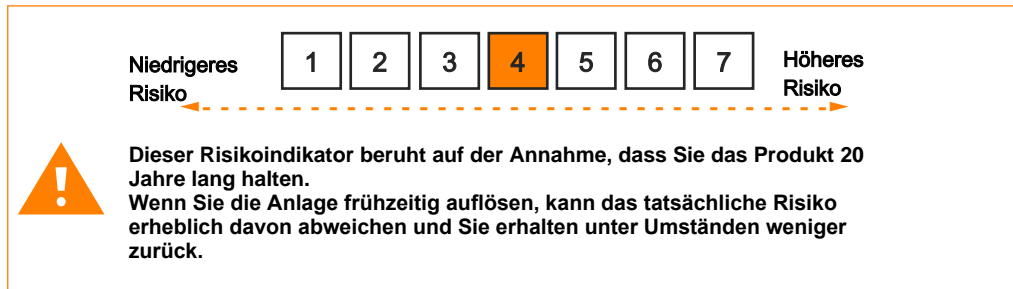 Niedrigeres Risiko
1 2 3 4 5 6 7
Höheres Risiko
!
Dieser Risikoindikator beruht auf der Annahme, dass Sie das Produkt 20
Jahre lang halten.
Wenn Sie die Anlage frühzeitig auflösen, kann das tatsächliche Risiko
erheblich davon abweichen und Sie erhalten unter Umständen weniger
zurück.